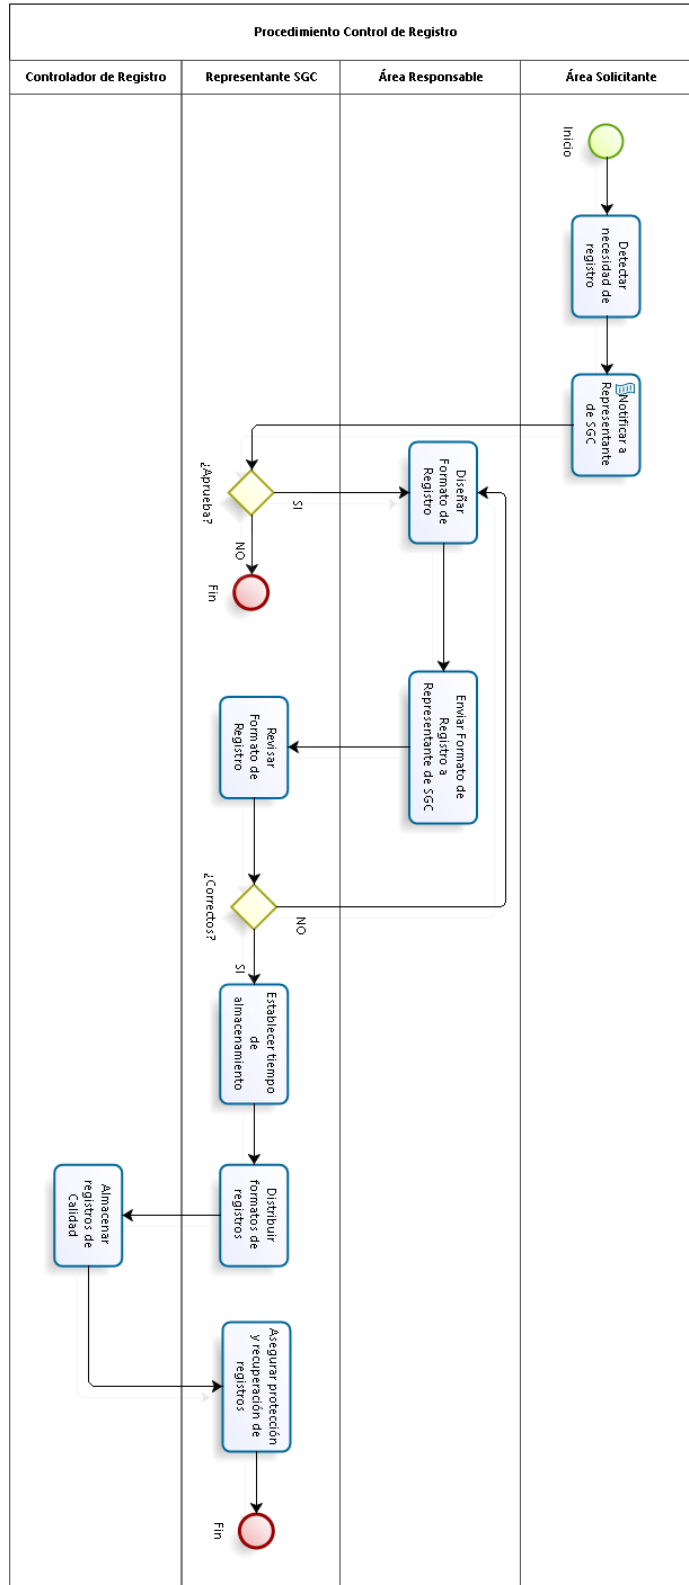 Procedimiento Control de Registro
Controlador de Registro
Representante SGC
Área Responsable
Área Solicitante
Inicio
Detectar
necesidad de
registro
Notificar a
Representante
de SGC
¿Aprueba?
SI
NO
Fin
Diseñar
Formato de
Registro
Enviar Formato de
Registro a
Representante de SGC
Revisar
Formato de
Registro
¿Correctos?
NO
SI
Establecer tiempo
de
almacenamiento
Distribuir
formatos de
registros
Almacenar
registros de
Calidad
Asegurar protección
y recuperación de
registros
Fin